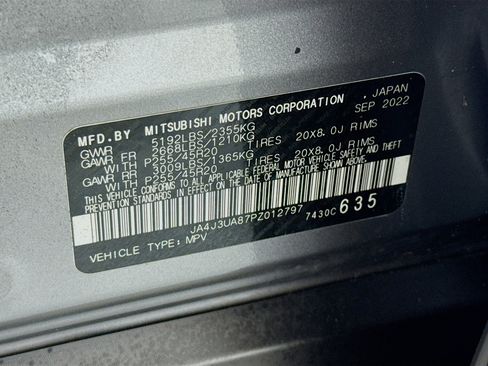 MFD.BY MITSUBISHI MOTORS CORPORATION JAPAN
SEP 2022
GVWR 5192LBS/2355KG
GAWR FR 2668LBS/1210KG
WITH P255/45R20 TIRES 20X8.0J RIMS
GAWR RR 3009LBS/1365KG
WITH P255/45R20 TIRES 20X8.0J RIMS
THIS VEHICLE CONFORMS TO ALL APPLICABLE FEDERAL MOTOR VEHICLE SAFETY, BUMPER, AND THEFT
PREVENTION STANDARDS IN EFFECT ON THE DATE OF MANUFACTURE SHOWN ABOVE.
JA4J3UA87PZ012797 7430C 635
VEHICLE TYPE: MPV